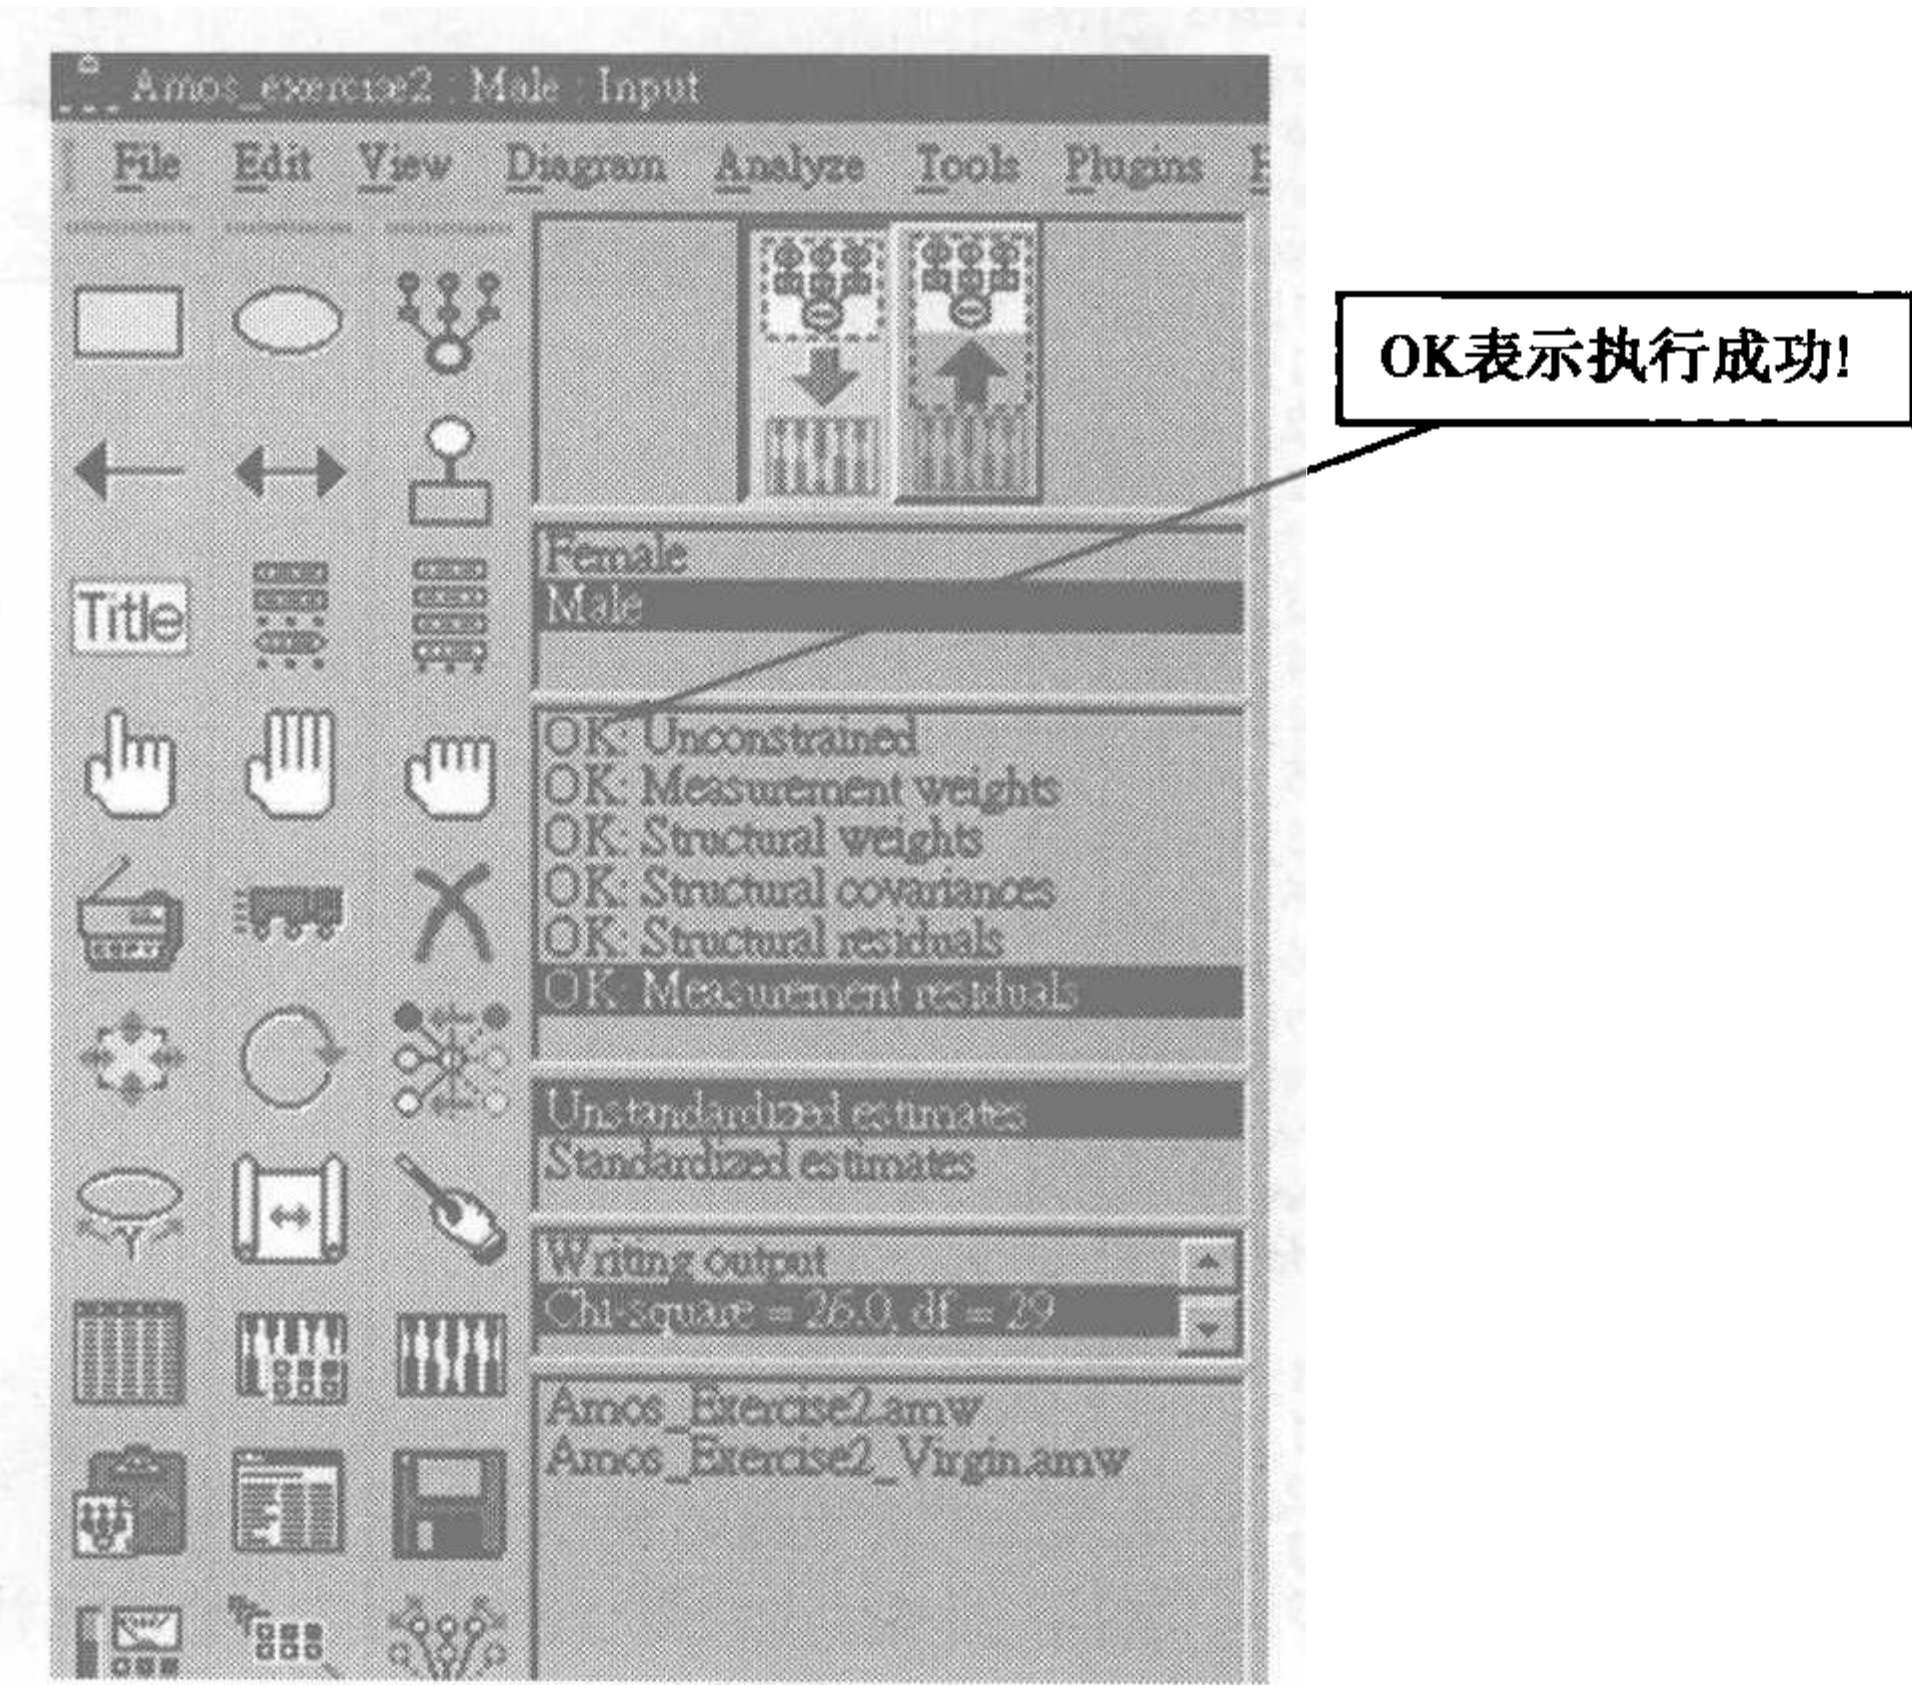 Amos_exercise2 : Male : Input
File Edit View Diagram Analyze Tools Plugins
OK表示执行成功!
Title
Female
Male
OK: Unconstrained
OK: Measurement weights
OK: Structural weights
OK: Structural covariances
OK: Structural residuals
OK: Measurement residuals
Unstandardized estimates
Standardized estimates
Writing output
Chi-square = 26.0, df = 29
Amos_Exercise2.amw
Amos_Exercise2_Virgin.amw